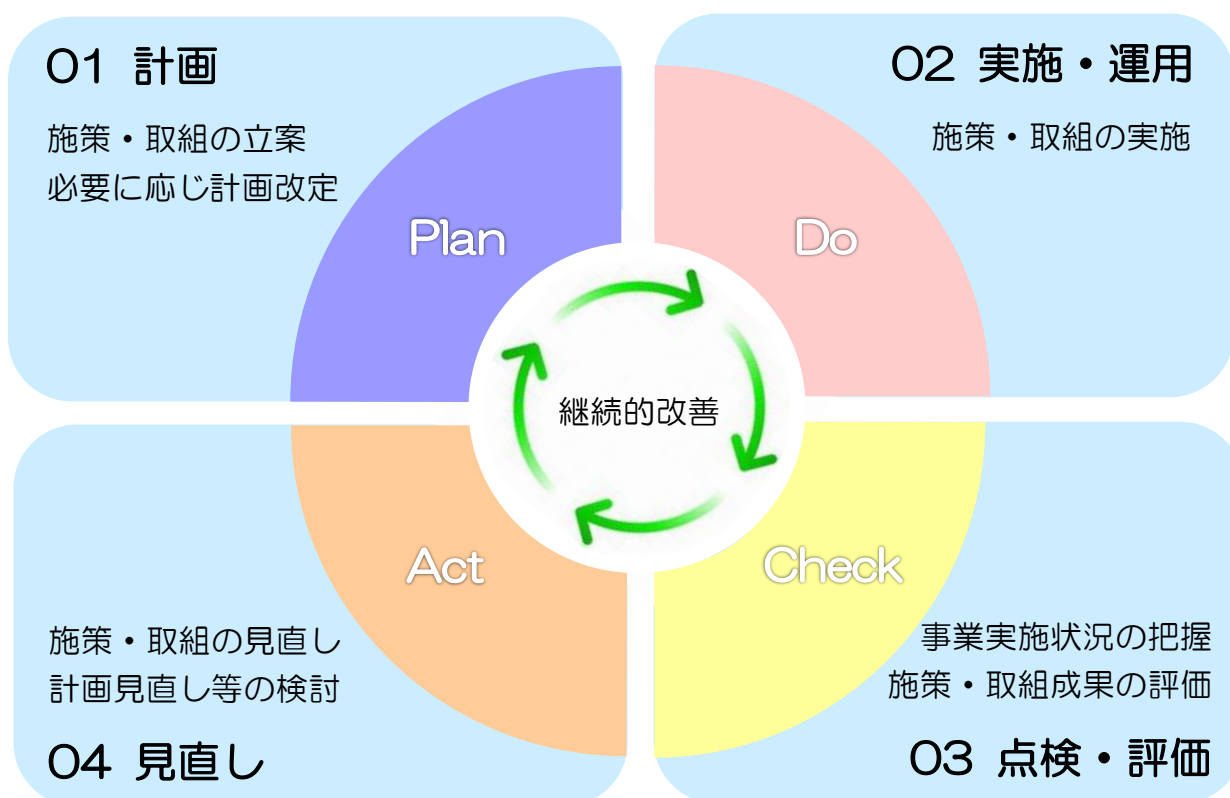 01 計画
施策・取組の立案
必要に応じ計画改定
Plan
02 実施・運用
施策・取組の実施
Do
継続的改善
Act
施策・取組の見直し
計画見直し等の検討
04 見直し
Check
事業実施状況の把握
施策・取組成果の評価
03 点検・評価